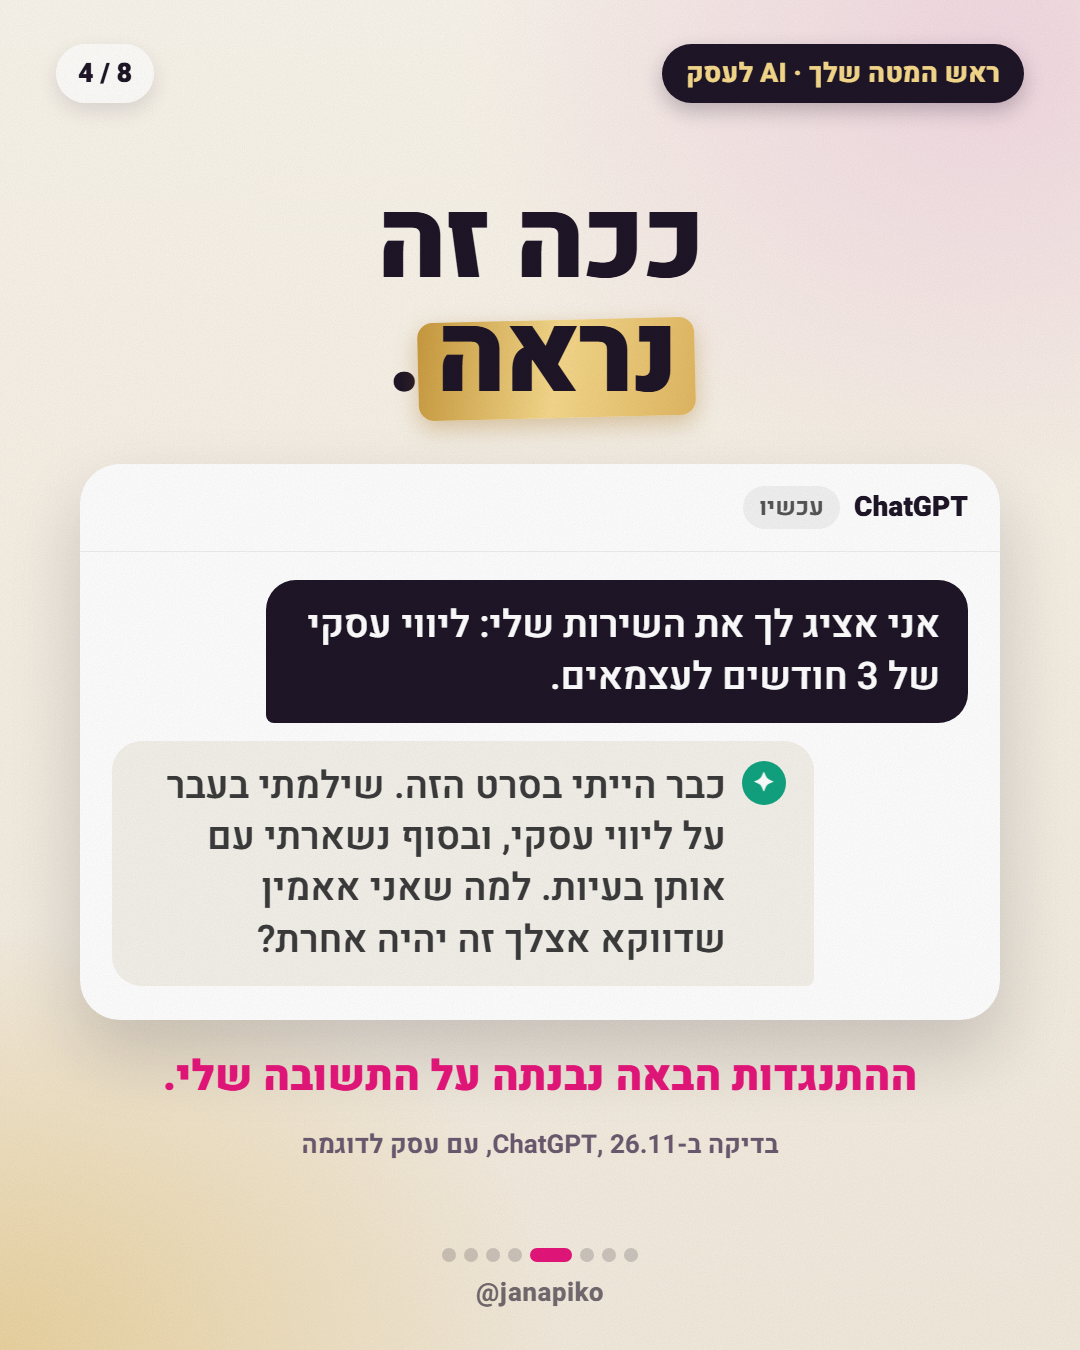 ראש המטה שלך · AI לעסק
4 / 8
ככה זה
נראה.
ChatGPT עכשיו
אני אציג לך את השירות שלי: ליווי עסקי
של 3 חודשים לעצמאים.
כבר הייתי בסרט הזה. שילמתי בעבר
על ליווי עסקי, ובסוף נשארתי עם
אותן בעיות. למה שאני אאמין
שדווקא אצלך זה יהיה אחרת?
ההתנגדות הבאה נבנתה על התשובה שלי.
בדיקה ב-26.11 ,ChatGPT, עם עסק לדוגמה
@janapiko